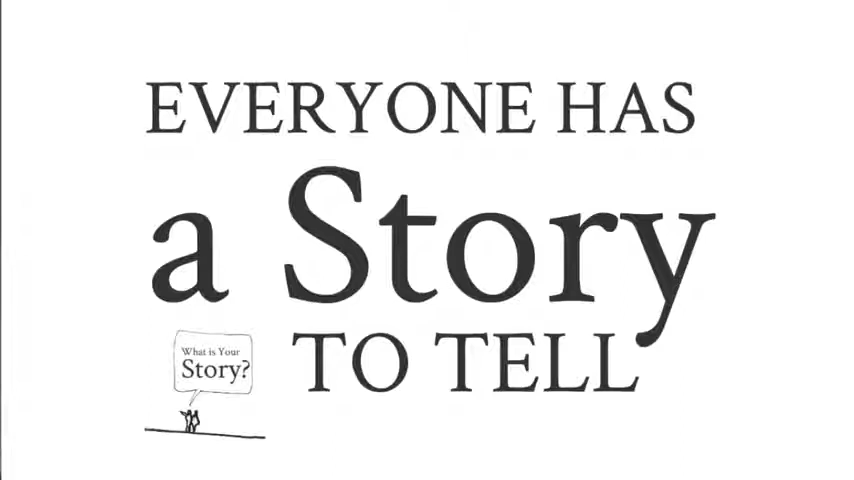 EVERYONE HAS
a Story
TO TELL
What is Your
Story?